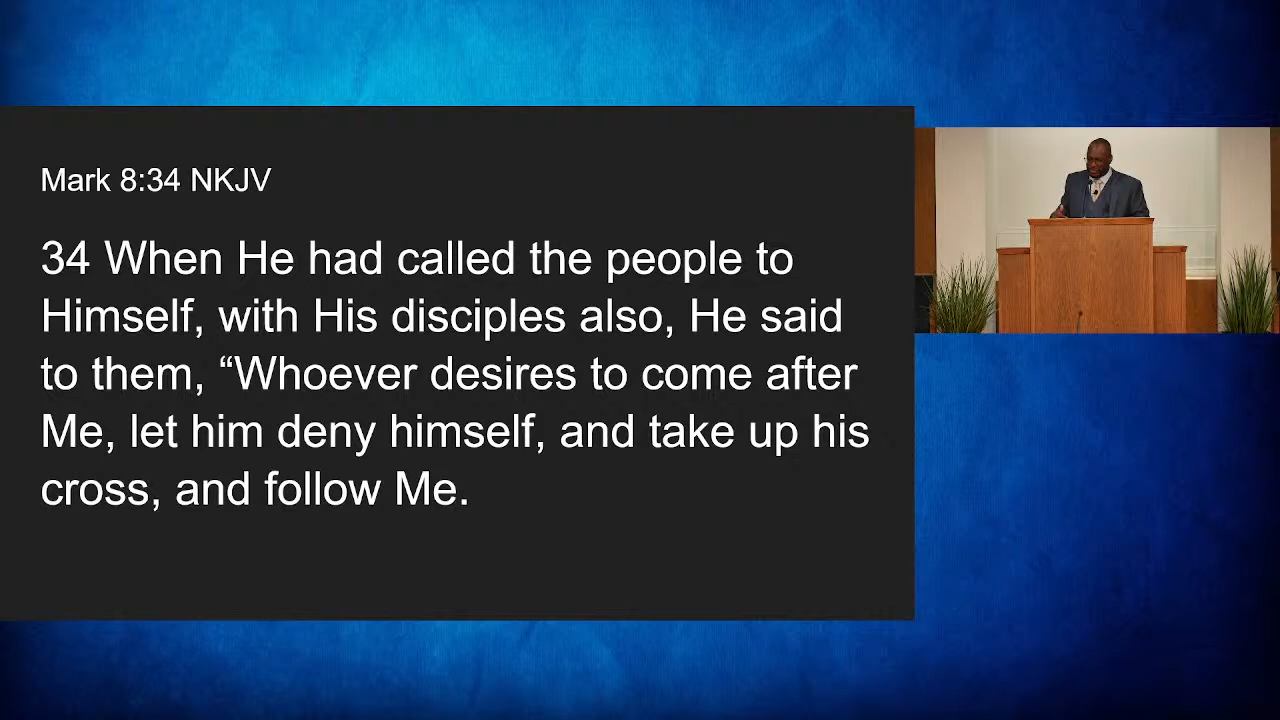 Mark 8:34 NKJV
34 When He had called the people to
Himself, with His disciples also, He said
to them, “Whoever desires to come after
Me, let him deny himself, and take up his
cross, and follow Me.